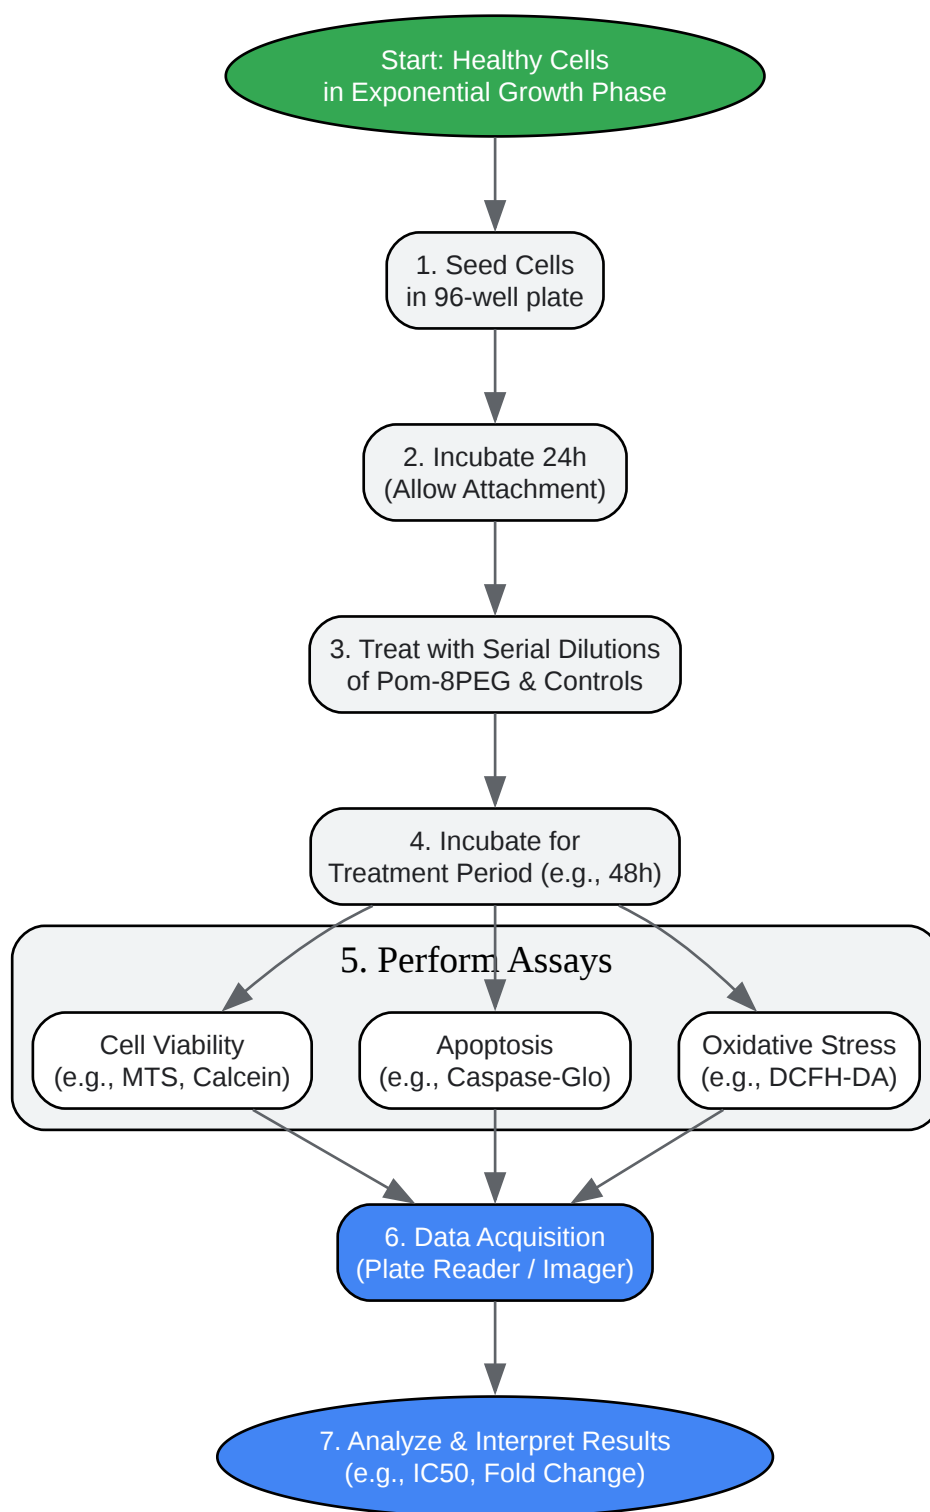 Start: Healthy Cells
in Exponential Growth Phase
1. Seed Cells
in 96-well plate
2. Incubate 24h
(Allow Attachment)
3. Treat with Serial Dilutions
of Pom-8PEG & Controls
4. Incubate for
Treatment Period (e.g., 48h)
5. Perform Assays
Cell Viability
(e.g., MTS, Calcein)
Apoptosis
(e.g., Caspase-Glo)
Oxidative Stress
(e.g., DCFH-DA)
6. Data Acquisition
(Plate Reader / Imager)
7. Analyze & Interpret Results
(e.g., IC50, Fold Change)